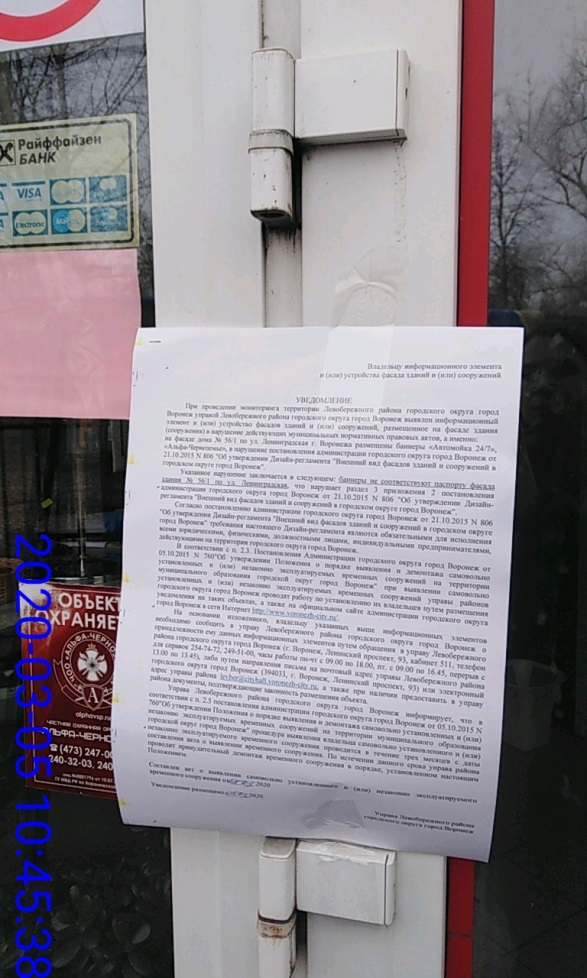 Райффайзен
БАНК
VISA
Electronic
Владельцу информационного элемента
и (или) устройства фасада зданий и (или) сооружений
УВЕДОМЛЕНИЕ
При проведении мониторинга территории Левобережного района городского округа город
Воронеж управой Левобережного района городского округа город Воронеж выявлен информационный
элемент и (или) устройство фасадов зданий и (или) сооружений, размещенное на фасаде здания
(сооружения) в нарушение действующих муниципальных нормативных правовых актов, а именно:
на фасаде дома № 56/1 по ул. Ленинградская г. Воронежа размещены баннеры «Автомойка 24/7»,
«Альфа-Черноземье», в нарушение постановления администрации городского округа город Воронеж от
21.10.2015 N 806 "Об утверждении Дизайн-регламента "Внешний вид фасадов зданий и сооружений в
городском округе город Воронеж".
Указанное нарушение заключается в следующем: баннеры не соответствуют паспорту фасада
здания № 56/1 по ул. Ленинградская, что нарушает раздел 3 приложения 2 постановления
администрации городского округа город Воронеж от 21.10.2015 N 806 "Об утверждении Дизайн-
регламента "Внешний вид фасадов зданий и сооружений в городском округе город Воронеж".
Согласно постановлению администрации городского округа город Воронеж от 21.10.2015 N 806
"Об утверждении Дизайн-регламента "Внешний вид фасадов зданий и сооружений в городском округе
город Воронеж" требования настоящего Дизайн-регламента являются обязательными для исполнения
всеми юридическими, физическими, должностными лицами, индивидуальными предпринимателями,
действующими на территории городского округа город Воронеж.
В соответствии с п. 2.3. Постановления администрации городского округа город Воронеж от
05.10.2015 N 760"Об утверждении Положения о порядке выявления и демонтажа самовольно
установленных и (или) незаконно эксплуатируемых временных сооружений на территории
муниципального образования городской округ город Воронеж" при выявлении самовольно
установленных и (или) незаконно эксплуатируемых временных сооружений управы районов
городского округа город Воронеж проводят работу по установлению их владельцев путем размещения
уведомления на таких объектах, а также на официальном сайте администрации городского округа
город Воронеж в сети Интернет http://www.voronezh-city.ru/.
На основании изложенного, владельцу указанных выше информационных элементов
необходимо сообщить в управу Левобережного района городского округа город Воронеж о
принадлежности ему данных информационных элементов путем обращения в управу Левобережного
района городского округа город Воронеж (г. Воронеж, Ленинский проспект, 93, кабинет 511, телефон
для справок 254-74-72, 249-51-00, часы работы пн-чт с 09.00 по 18.00, пт. с 09.00 по 16.45, перерыв с
13.00 по 13.45), либо путем направления письма на почтовый адрес управы Левобережного района
городского округа город Воронеж (394033, г. Воронеж, Ленинский проспект, 93) или электронный
адрес управы района levber@cityhall.voronezh-city.ru, а также при наличии предоставить в управу
района документы, подтверждающие законность размещения объекта.
Управа Левобережного района городского округа город Воронеж информирует, что в
соответствии с п. 2.5 постановления администрации городского округа город Воронеж от 05.10.2015 N
760"Об утверждении Положения о порядке выявления и демонтажа самовольно установленных и (или)
незаконно эксплуатируемых временных сооружений на территории муниципального образования
городской округ город Воронеж" процедура выявления владельца самовольно установленного и (или)
незаконно эксплуатируемого временного сооружения проводится в течение трех месяцев с даты
составления акта о выявлении временного сооружения. По истечении данного срока управа района
проводит принудительный демонтаж временного сооружения в порядке, установленном настоящим
Положением.
Составлен акт о выявлении самовольно установленного и (или) незаконно эксплуатируемого
временного сооружения 2020
Уведомление размещено 2020
Управа Левобережного района
городского округа город Воронеж
ОБЪЕКТ
ОХРАНЯЕТ
ЧОО «АЛЬФА-ЧЕРНО
А
alphavrn.ru
ЧАСТНАЯ ОХРАННАЯ
АЛЬФА-ЧЕРНО
(473) 247-00
240-32-03, 240
2020-03-05 10:45:38